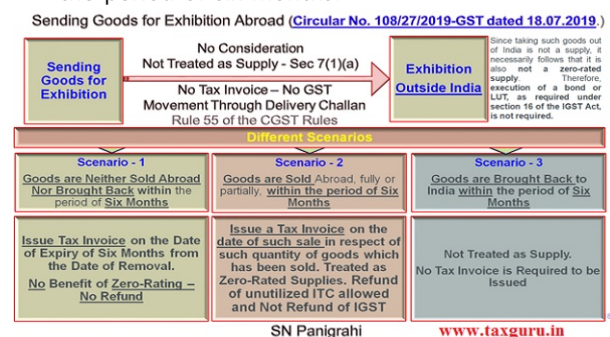 Sending Goods for Exhibition Abroad (Circular No. 108/27/2019-GST dated 18.07.2019.)
Sending
Goods for
Exhibition
No Consideration
Not Treated as Supply - Sec 7(1)(a)
No Tax Invoice – No GST
Movement Through Delivery Challan
Rule 55 of the CGST Rules
Exhibition
Outside India
Since taking such goods out
of India is not a supply, it
necessarily follows that it is
also not a zero-rated
supply. Therefore,
execution of a bond or
LUT, as required under
section 16 of the IGST Act,
is not required.
Different Scenarios
Scenario - 1
Goods are Neither Sold Abroad
Nor Brought Back within the
period of Six Months
Issue Tax Invoice on the Date
of Expiry of Six Months from
the Date of Removal.
No Benefit of Zero-Rating –
No Refund
Scenario - 2
Goods are Sold Abroad, fully or
partially, within the period of Six
Months
Issue a Tax Invoice on the
date of such sale in respect of
such quantity of goods which
has been sold. Treated as
Zero-Rated Supplies. Refund
of unutilized ITC allowed
and Not Refund of IGST
Scenario - 3
Goods are Brought Back to
India within the period of Six
Months
Not Treated as Supply.
No Tax Invoice is Required to be
Issued
SN Panigrahi
www.taxguru.in